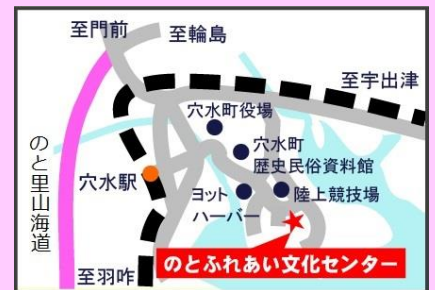 至門前
至輪島
至宇出津
穴水町役場
穴水町
歴史民俗資料館
のと里山海道
穴水駅
ヨット
ハーバー
陸上競技場
のとふれあい文化センター
至羽咋